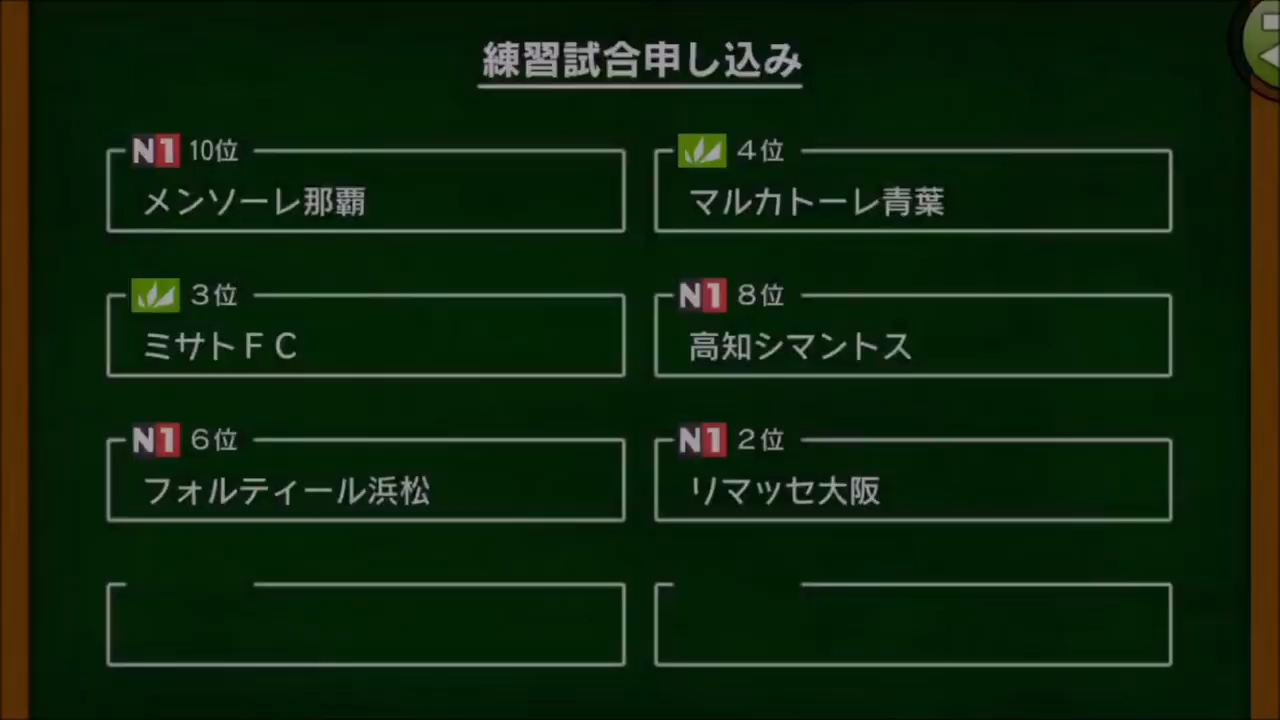 練習試合申し込み
N1 10位
メンソーレ那覇
4位
マルカトーレ青葉
3位
ミサトFC
N1 8位
高知シマントス
N1 6位
フォルティール浜松
N1 2位
リマッセ大阪